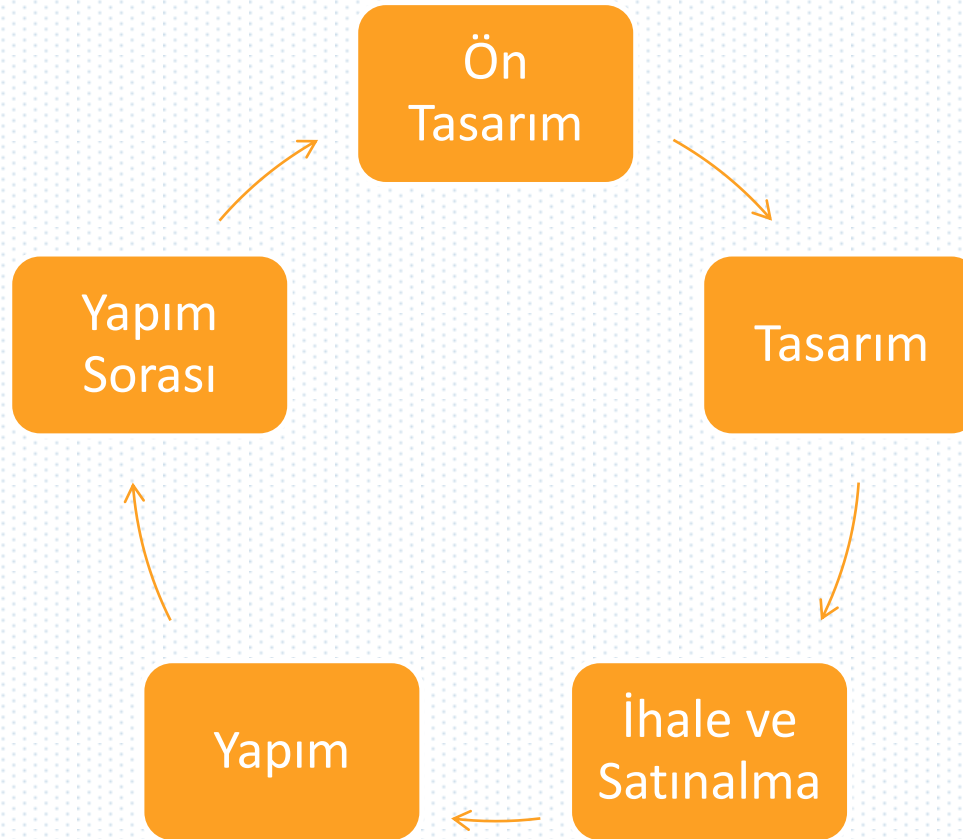 Ön
Tasarım
Tasarım
İhale ve
Satınalma
Yapım
Yapım
Sorası